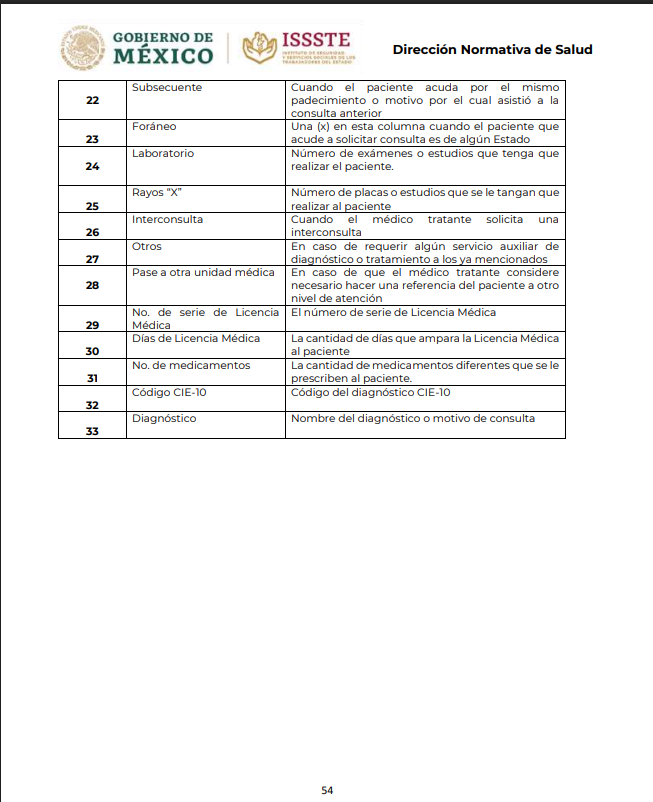 GOBIERNO DE
MÉXICO
ISSSTE
INSTITUTO DE SEGURIDAD
Y SERVICIOS SOCIALES DE LOS
TRABAJADORES DEL ESTADO
Dirección Normativa de Salud
22
Subsecuente
Cuando el paciente acuda por el mismo
padecimiento o motivo por el cual asistió a la
consulta anterior
23
Foráneo
Una (x) en esta columna cuando el paciente que
acude a solicitar consulta es de algún Estado
24
Laboratorio
Número de exámenes o estudios que tenga que
realizar el paciente.
25
Rayos “X”
Número de placas o estudios que se le tangan que
realizar al paciente
26
Interconsulta
Cuando el médico tratante solicita una
interconsulta
27
Otros
En caso de requerir algún servicio auxiliar de
diagnóstico o tratamiento a los ya mencionados
28
Pase a otra unidad médica
En caso de que el médico tratante considere
necesario hacer una referencia del paciente a otro
nivel de atención
29
No. de serie de Licencia
Médica
El número de serie de Licencia Médica
30
Días de Licencia Médica
La cantidad de días que ampara la Licencia Médica
al paciente
31
No. de medicamentos
La cantidad de medicamentos diferentes que se le
prescriben al paciente.
32
Código CIE-10
Código del diagnóstico CIE-10
33
Diagnóstico
Nombre del diagnóstico o motivo de consulta
54